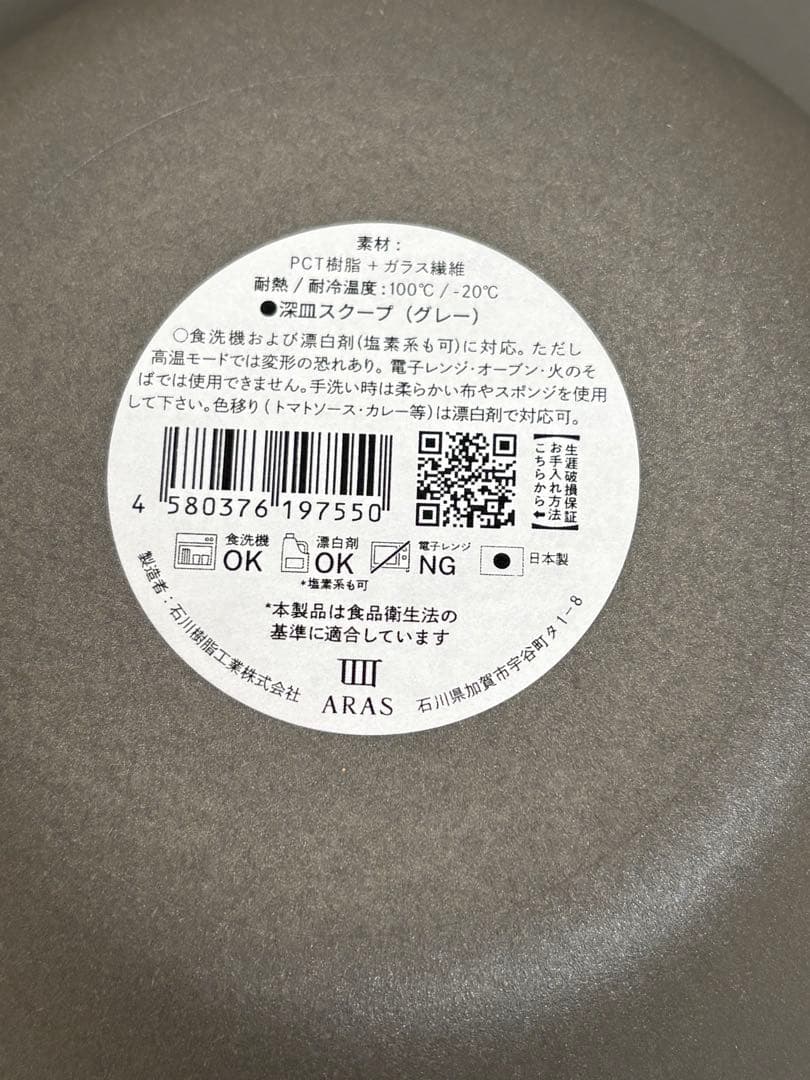 素材：
PCT樹脂 + ガラス繊維
耐熱 / 耐冷温度：100℃ / -20℃
●深皿スクープ（グレー）
○食洗機および漂白剤(塩素系も可)に対応。ただし
高温モードでは変形の恐れあり。電子レンジ・オーブン・火のそ
ばでは使用できません。手洗い時は柔らかい布やスポンジを使用
して下さい。色移り（トマトソース・カレー等）は漂白剤で対応可。
4 580376 197550
【生涯破損保証
お手入れ方法
こちらから↓】
食洗機
OK
漂白剤
OK
*塩素系も可
電子レンジ
NG
日本製
*本製品は食品衛生法の
基準に適合しています
製造者：石川樹脂工業株式会社
ARAS
石川県加賀市宇谷町タ1-8